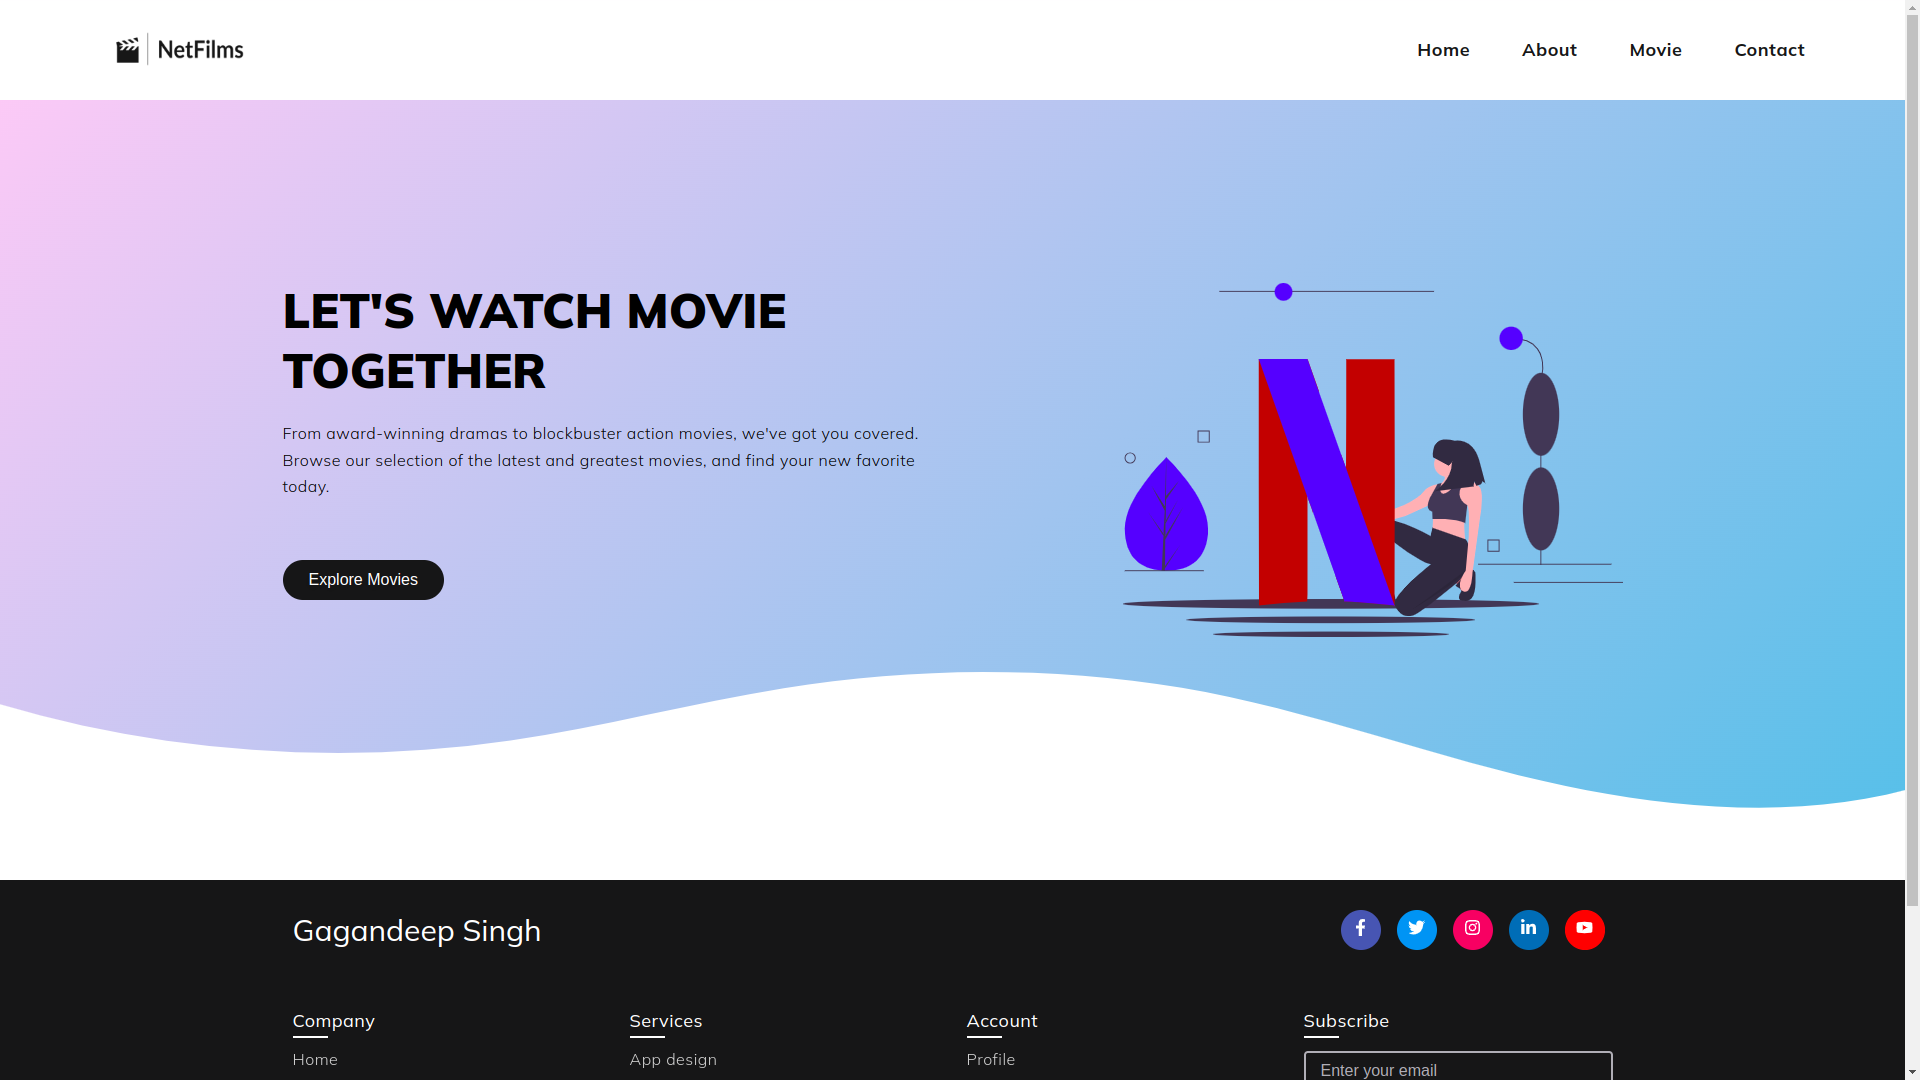 NetFilms
Home
About
Movie
Contact
LET'S WATCH MOVIE
TOGETHER
From award-winning dramas to blockbuster action movies, we've got you covered.
Browse our selection of the latest and greatest movies, and find your new favorite
today.
Explore Movies
Gagandeep Singh
Company
Home
Services
App design
Account
Profile
Subscribe
Enter your email